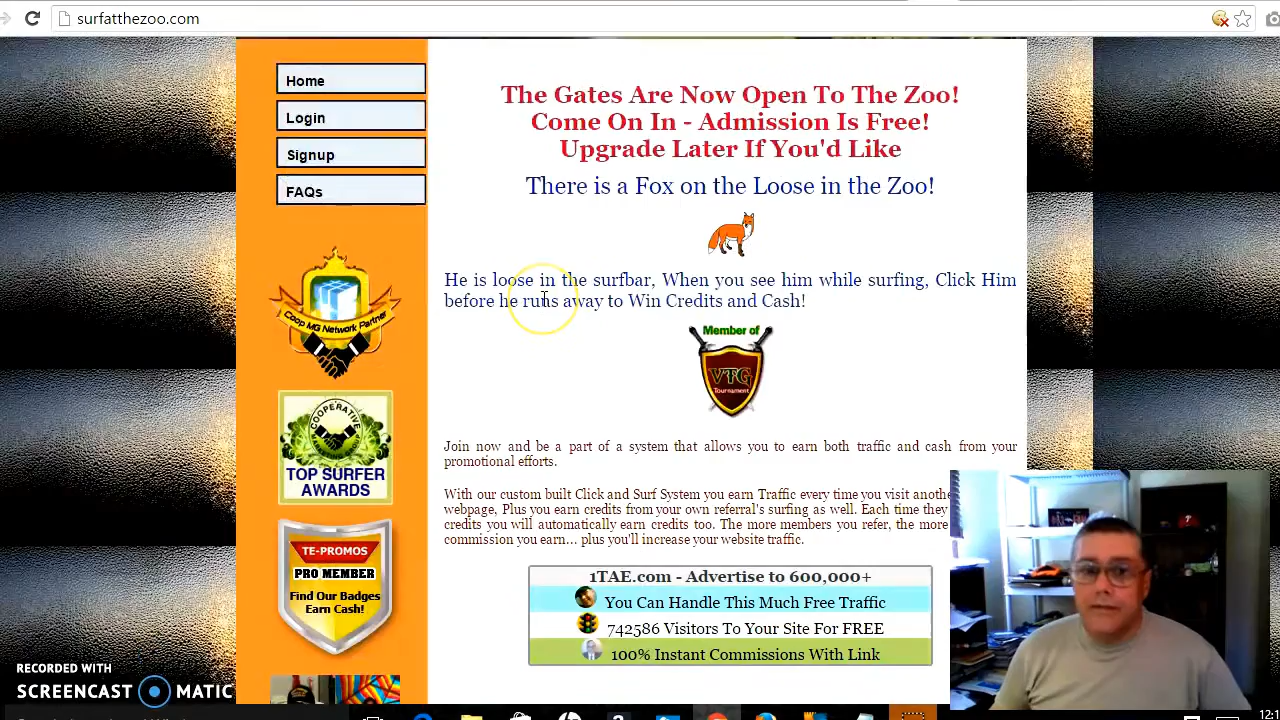 surfatthezoo.com
Home
Login
Signup
FAQs
Coop MG Network Partner
COOPERATIVE
TOP SURFER
AWARDS
TE-PROMOS
PRO MEMBER
Find Our Badges
Earn Cash!
The Gates Are Now Open To The Zoo!
Come On In - Admission Is Free!
Upgrade Later If You'd Like
There is a Fox on the Loose in the Zoo!
He is loose in the surfbar, When you see him while surfing, Click Him
before he runs away to Win Credits and Cash!
Member of
VTG
Tournament
Join now and be a part of a system that allows you to earn both traffic and cash from your
promotional efforts.
With our custom built Click and Surf System you earn Traffic every time you visit anothe
webpage, Plus you earn credits from your own referral's surfing as well. Each time they
credits you will automatically earn credits too. The more members you refer, the more
commission you earn... plus you'll increase your website traffic.
1TAE.com - Advertise to 600,000+
You Can Handle This Much Free Traffic
742586 Visitors To Your Site For FREE
100% Instant Commissions With Link
RECORDED WITH
SCREENCAST MATIC
12:1